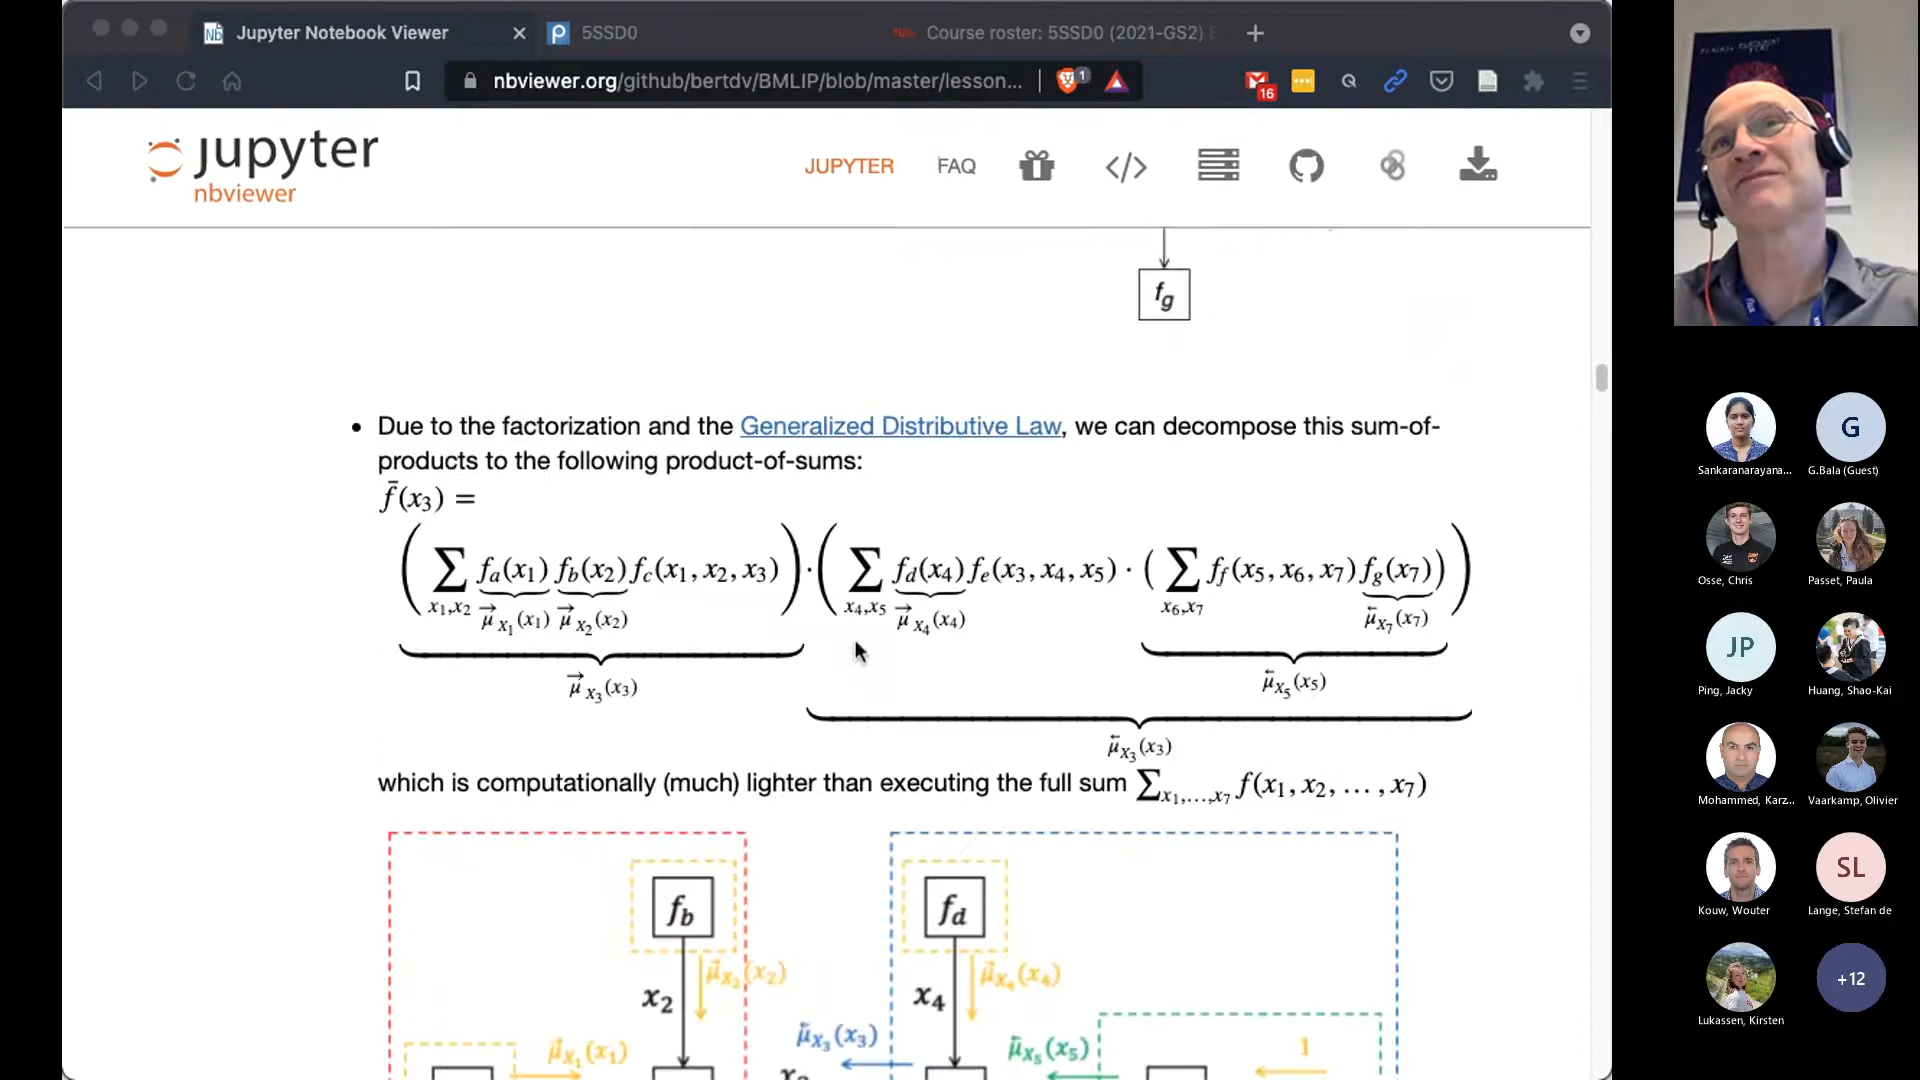 Jupyter Notebook Viewer
5SSD0
Course roster: 5SSD0 (2021-GS2)
nbviewer.org/github/bertdv/BMLIP/blob/master/lesson...
1
16
jupyter
nbviewer
JUPYTER
FAQ
f_g
• Due to the factorization and the Generalized Distributive Law, we can decompose this sum-of-
products to the following product-of-sums:
f̄(x₃) =
(∑_{x₁,x₂} f_a(x₁) f_b(x₂) f_c(x₁, x₂, x₃)) · (∑_{x₄,x₅} f_d(x₄) f_e(x₃, x₄, x₅) · (∑_{x₆,x₇} f_f(x₅, x₆, x₇) f_g(x₇)))
μ⃗_{X₁}(x₁) μ⃗_{X₂}(x₂) μ⃗_{X₄}(x₄) μ⃖_{X₇}(x₇)
μ⃗_{X₃}(x₃) μ⃖_{X₅}(x₅)
μ⃖_{X₃}(x₃)
which is computationally (much) lighter than executing the full sum ∑_{x₁,…,x₇} f(x₁, x₂, … , x₇)
f_b
f_d
μ⃗_{X₂}(x₂)
μ⃗_{X₄}(x₄)
x₂
x₄
μ⃖_{X₃}(x₃)
μ⃖_{X₅}(x₅)
μ⃗_{X₁}(x₁)
1
Sankaranarayana...
G
G.Bala (Guest)
Osse, Chris
Passet, Paula
JP
Ping, Jacky
Huang, Shao-Kai
Mohammed, Karz...
Vaarkamp, Olivier
Kouw, Wouter
SL
Lange, Stefan de
Lukassen, Kirsten
+12